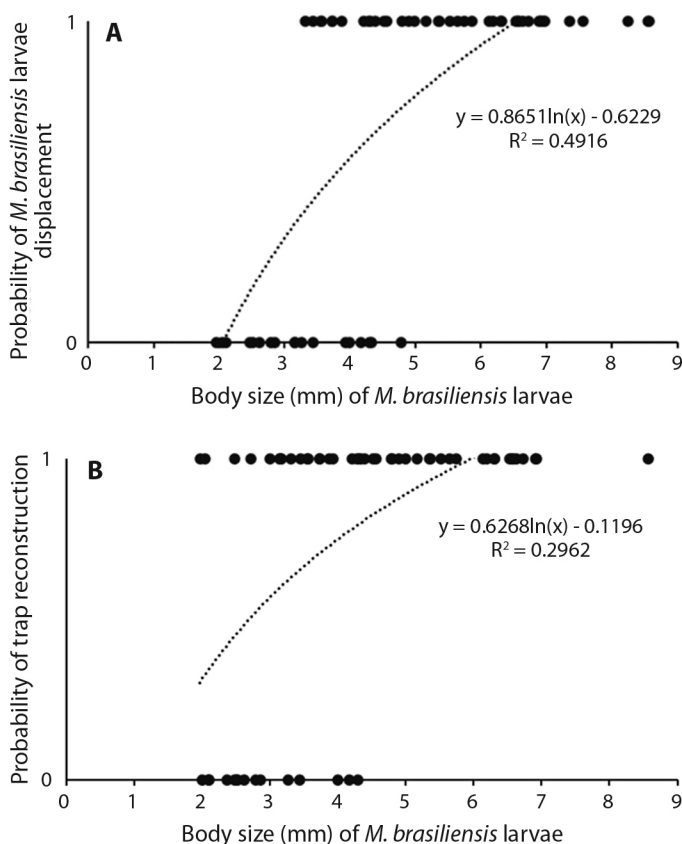 A
1
0
Probability of M. brasiliensis larvae
displacement
y = 0.8651ln(x) - 0.6229
R² = 0.4916
0 1 2 3 4 5 6 7 8 9
Body size (mm) of M. brasiliensis larvae
B
1
0
Probability of trap reconstruction
y = 0.6268ln(x) - 0.1196
R² = 0.2962
0 1 2 3 4 5 6 7 8 9
Body size (mm) of M. brasiliensis larvae